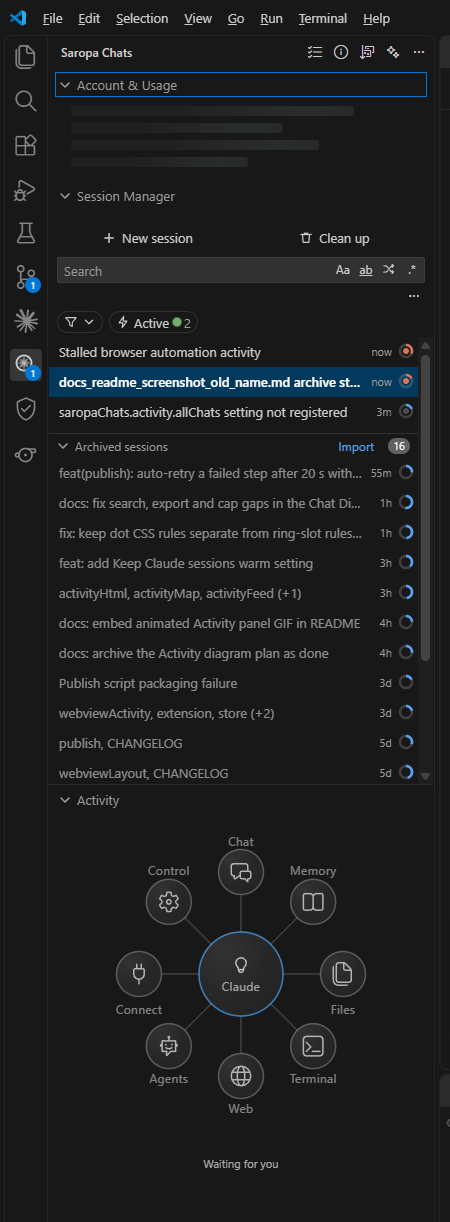 File Edit Selection View Go Run Terminal Help
Saropa Chats
Account & Usage
Session Manager
New session Clean up
Search Aa ab .*
Active 2
Stalled browser automation activity now
docs_readme_screenshot_old_name.md archive st... now
saropaChats.activity.allChats setting not registered 3m
Archived sessions Import 16
feat(publish): auto-retry a failed step after 20 s with... 55m
docs: fix search, export and cap gaps in the Chat Di... 1h
fix: keep dot CSS rules separate from ring-slot rules... 1h
feat: add Keep Claude sessions warm setting 3h
activityHtml, activityMap, activityFeed (+1) 3h
docs: embed animated Activity panel GIF in README 4h
docs: archive the Activity diagram plan as done 4h
Publish script packaging failure 3d
webviewActivity, extension, store (+2) 3d
publish, CHANGELOG 5d
webviewLayout, CHANGELOG 5d
1
1
Activity
Chat
Control Memory
Claude
Connect Files
Agents Terminal
Web
Waiting for you